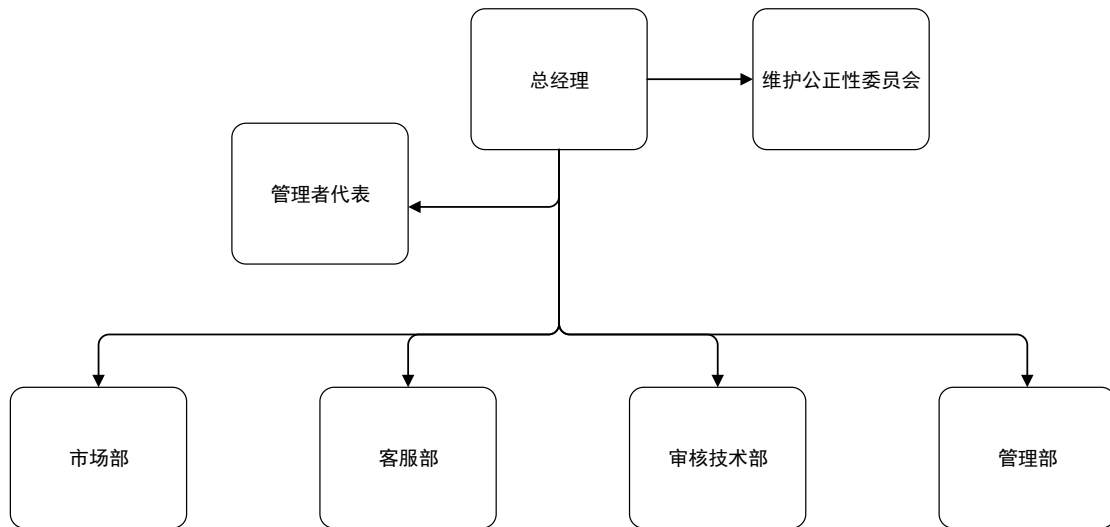 总经理
维护公正性委员会
管理者代表
市场部
客服部
审核技术部
管理部